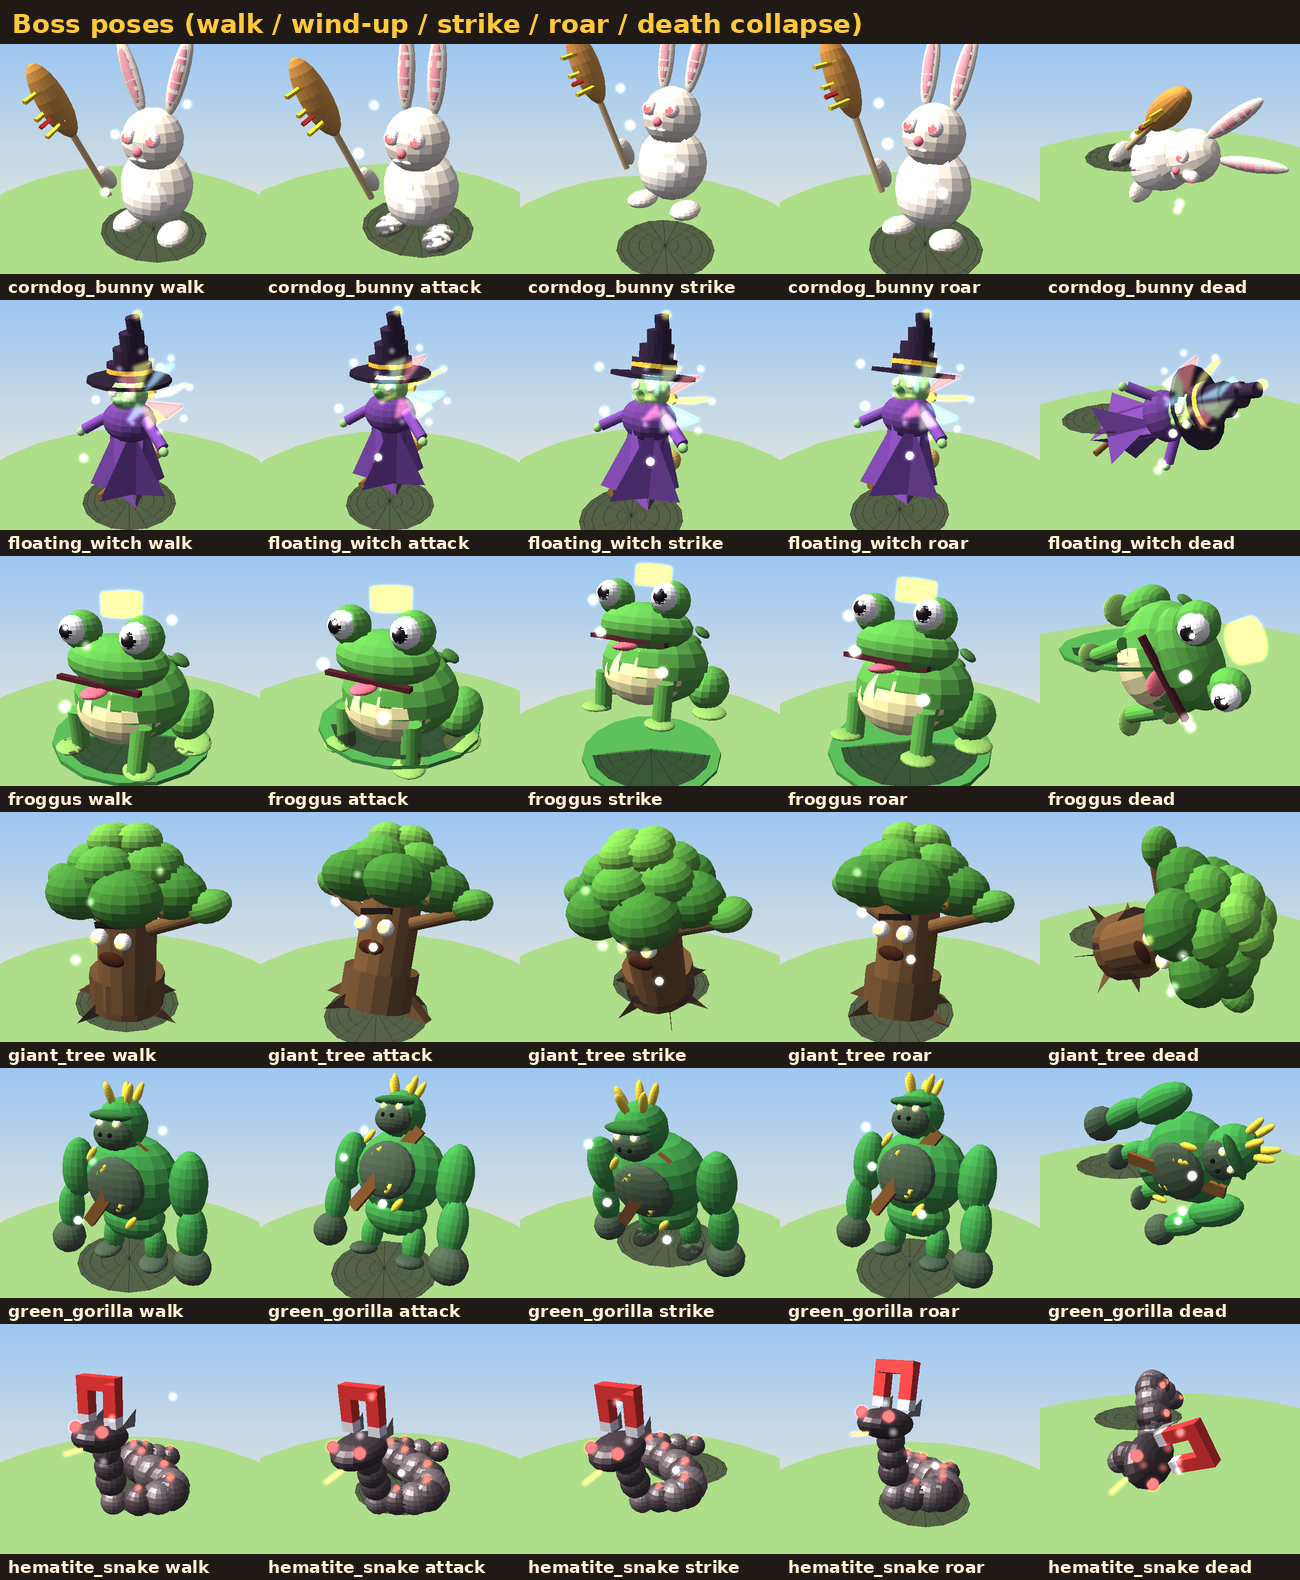 Boss poses (walk / wind-up / strike / roar / death collapse)
corndog_bunny walk
corndog_bunny attack
corndog_bunny strike
corndog_bunny roar
corndog_bunny dead
floating_witch walk
floating_witch attack
floating_witch strike
floating_witch roar
floating_witch dead
froggus walk
froggus attack
froggus strike
froggus roar
froggus dead
giant_tree walk
giant_tree attack
giant_tree strike
giant_tree roar
giant_tree dead
green_gorilla walk
green_gorilla attack
green_gorilla strike
green_gorilla roar
green_gorilla dead
hematite_snake walk
hematite_snake attack
hematite_snake strike
hematite_snake roar
hematite_snake dead